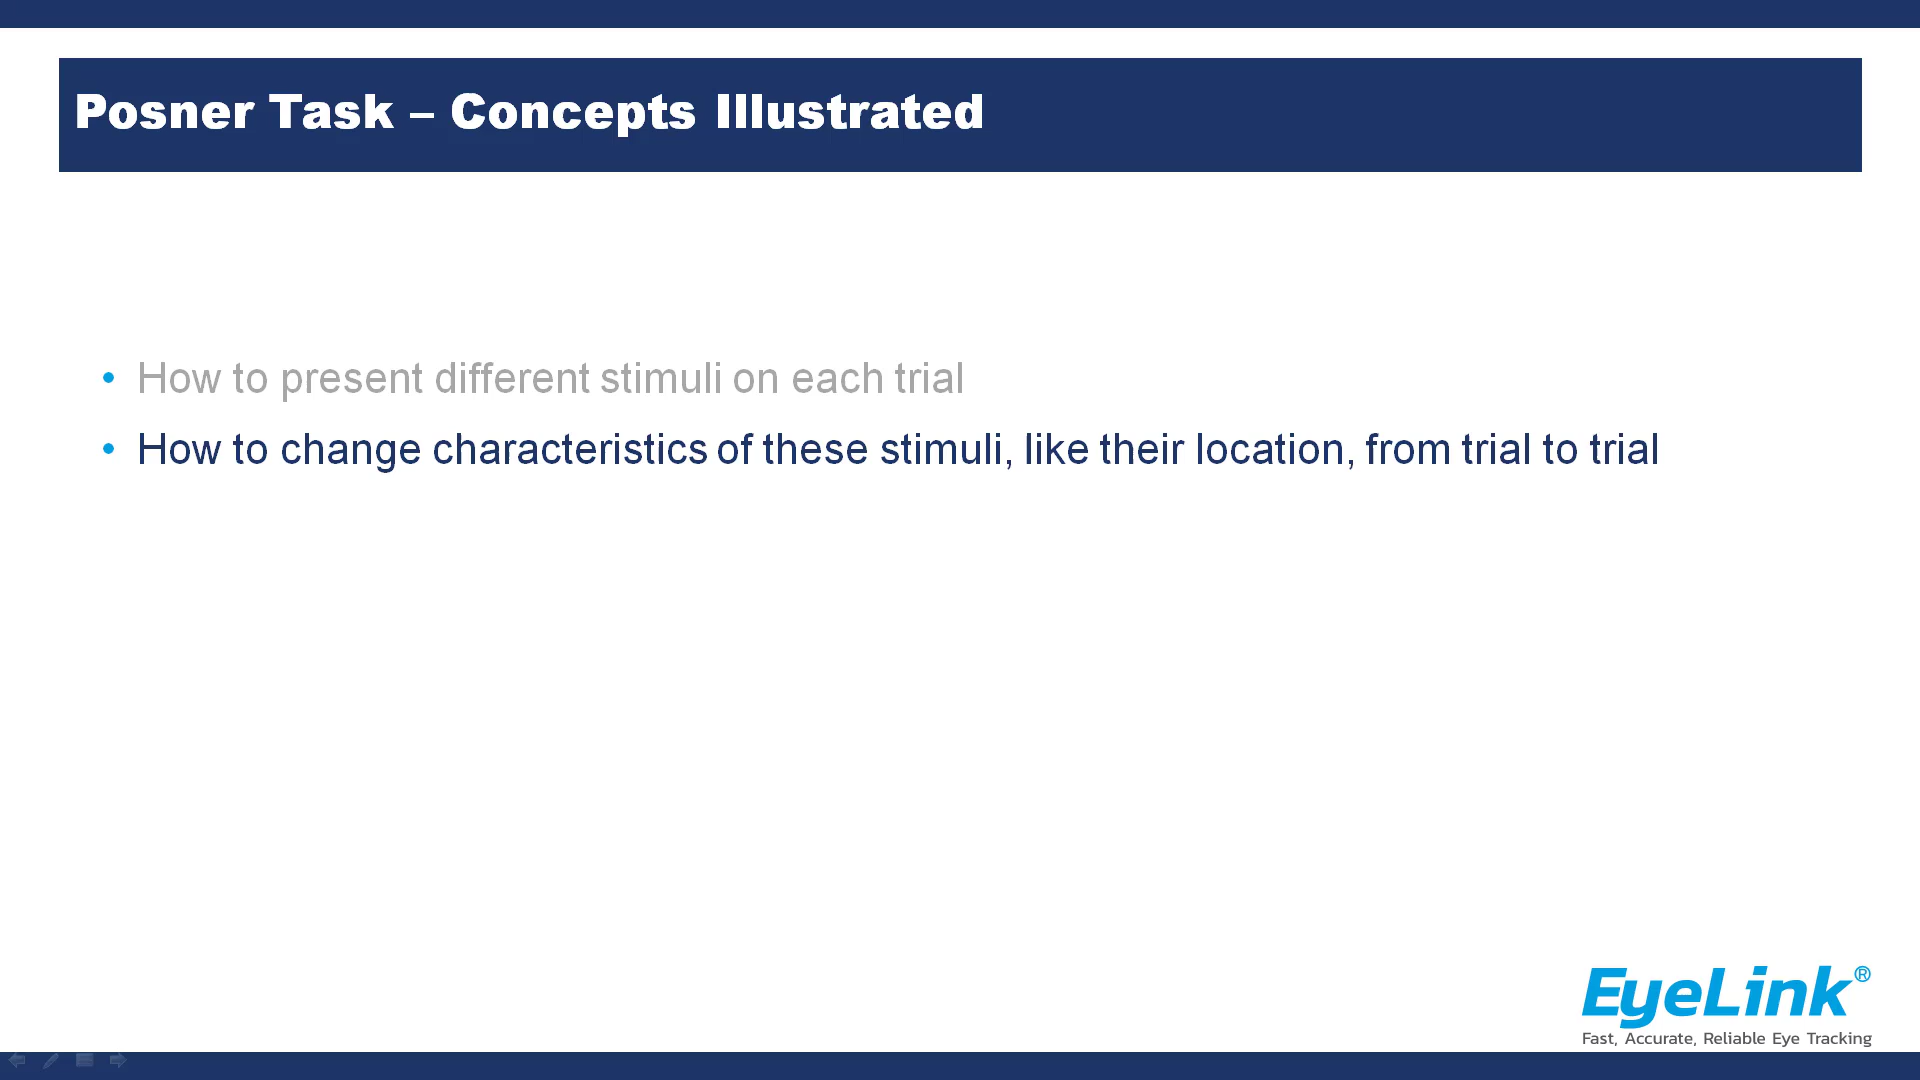 Posner Task – Concepts Illustrated
• How to present different stimuli on each trial
• How to change characteristics of these stimuli, like their location, from trial to trial
EyeLink®
Fast, Accurate, Reliable Eye Tracking